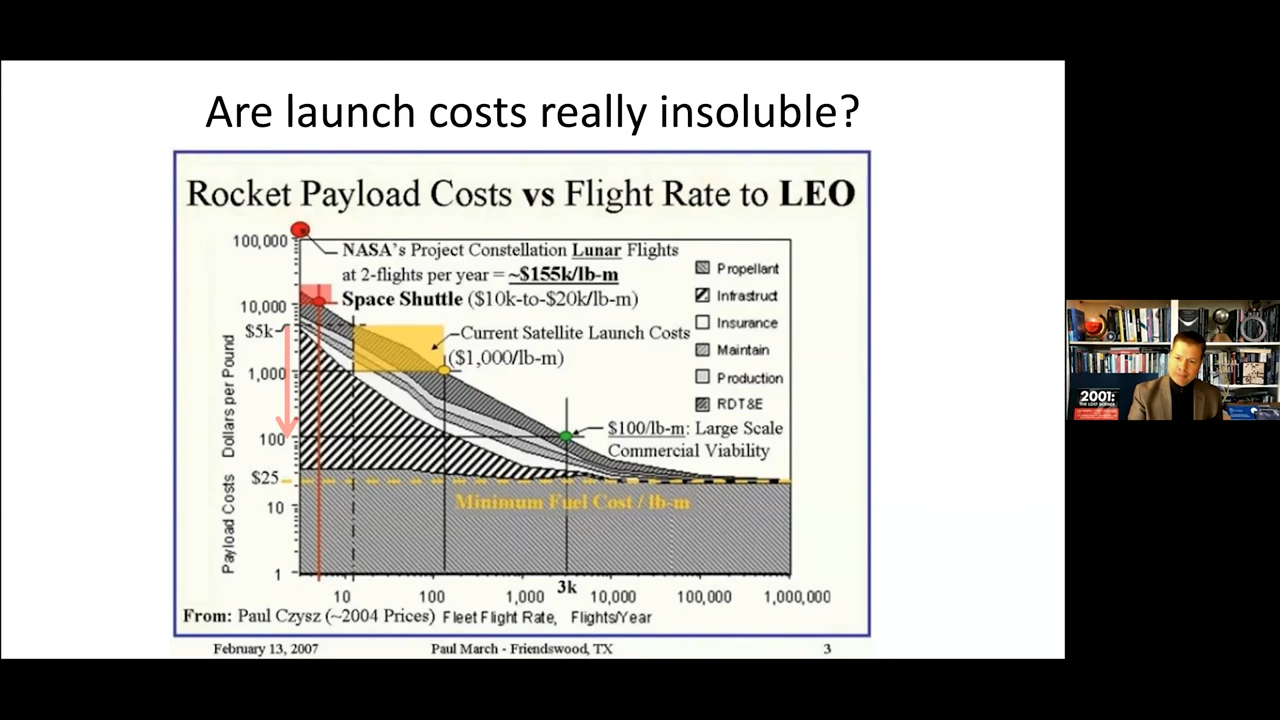 Are launch costs really insoluble?
Rocket Payload Costs vs Flight Rate to LEO
100,000
10,000
$5k
1,000
100
$25
10
1
Payload Costs Dollars per Pound
NASA's Project Constellation Lunar Flights
at 2-flights per year = ~$155k/lb-m
Space Shuttle ($10k-to-$20k/lb-m)
Current Satellite Launch Costs
($1,000/lb-m)
Propellant
Infrastruct
Insurance
Maintain
Production
RDT&E
$100/lb-m: Large Scale
Commercial Viability
Minimum Fuel Cost / lb-m
10
100
1,000
3k
10,000
100,000
1,000,000
From: Paul Czysz (~2004 Prices) Fleet Flight Rate, Flights/Year
February 13, 2007 Paul March - Friendswood, TX 3
2001:
THE LOST SCIENCE